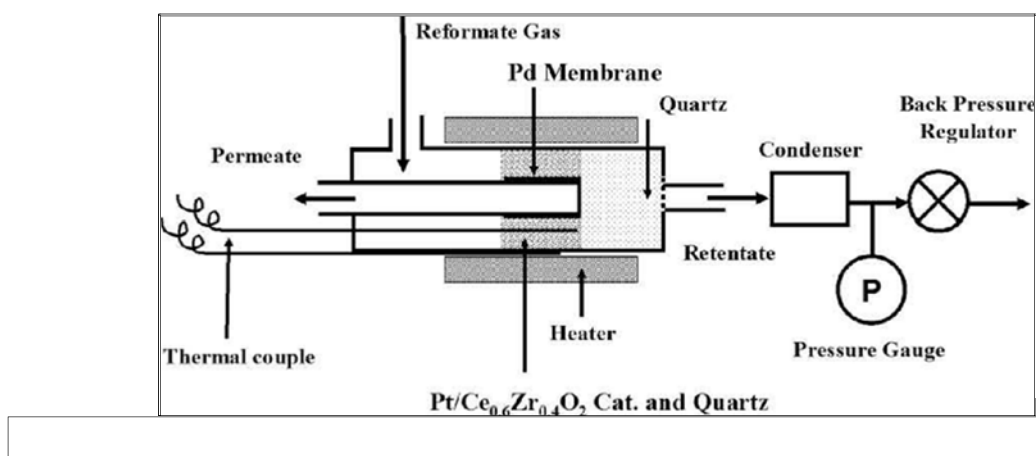 Reformate Gas
Pd Membrane
Quartz
Back Pressure
Regulator
Permeate
Condenser
Retentate
P
Heater
Thermal couple
Pressure Gauge
Pt/Ce₀.₆Zr₀.₄O₂ Cat. and Quartz